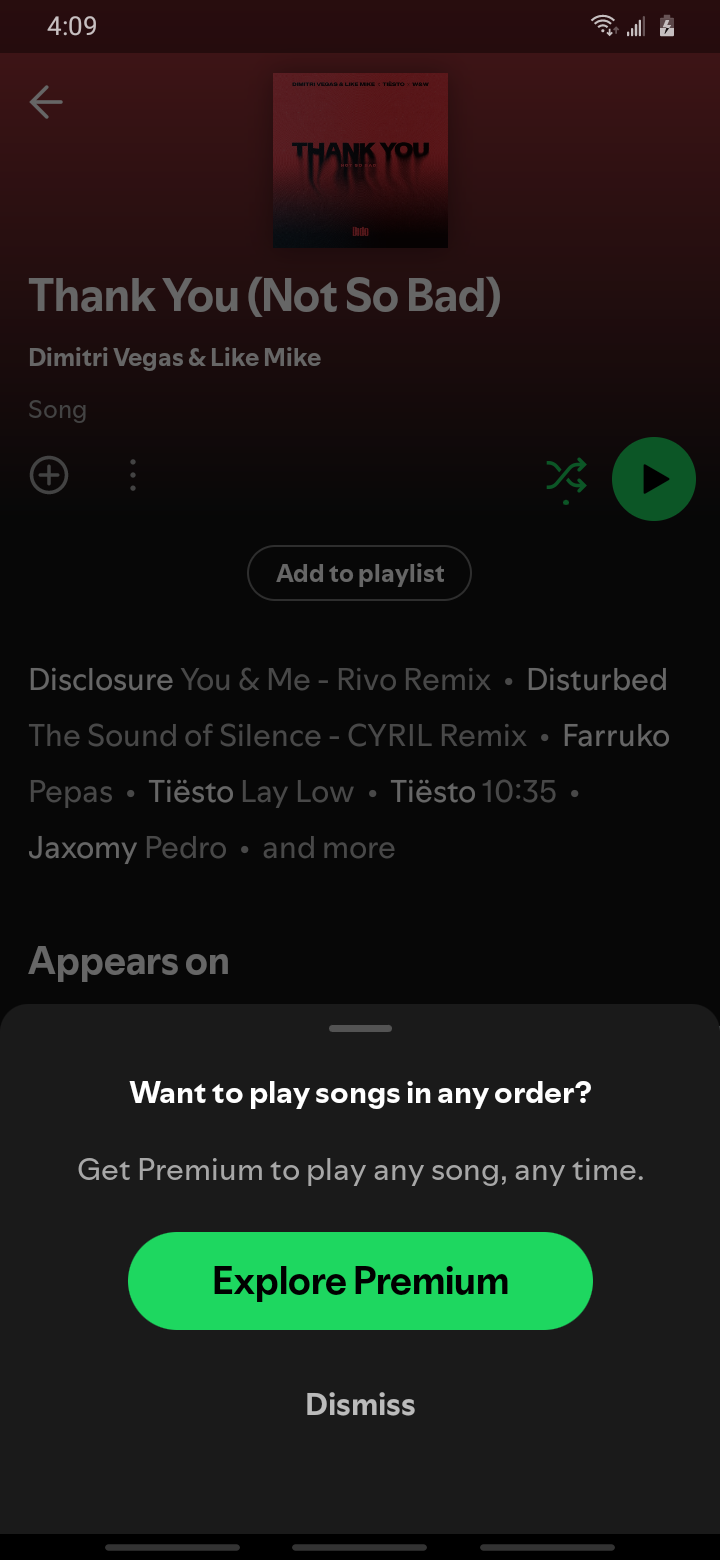 4:09
DIMITRI VEGAS & LIKE MIKE × TIËSTO × W&W
THANK YOU
NOT SO BAD
Thank You (Not So Bad)
Dimitri Vegas & Like Mike
Song
Add to playlist
Disclosure You & Me - Rivo Remix • Disturbed
The Sound of Silence - CYRIL Remix • Farruko
Pepas • Tiësto Lay Low • Tiësto 10:35 •
Jaxomy Pedro • and more
Appears on
Want to play songs in any order?
Get Premium to play any song, any time.
Explore Premium
Dismiss